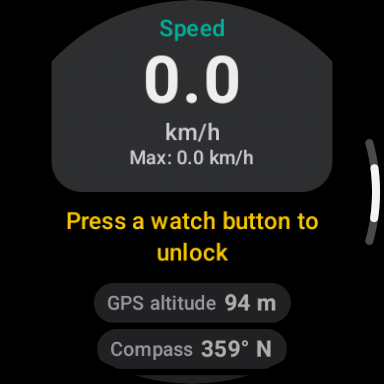 Speed
0.0
km/h
Max: 0.0 km/h
Press a watch button to
unlock
GPS altitude 94 m
Compass 359° N